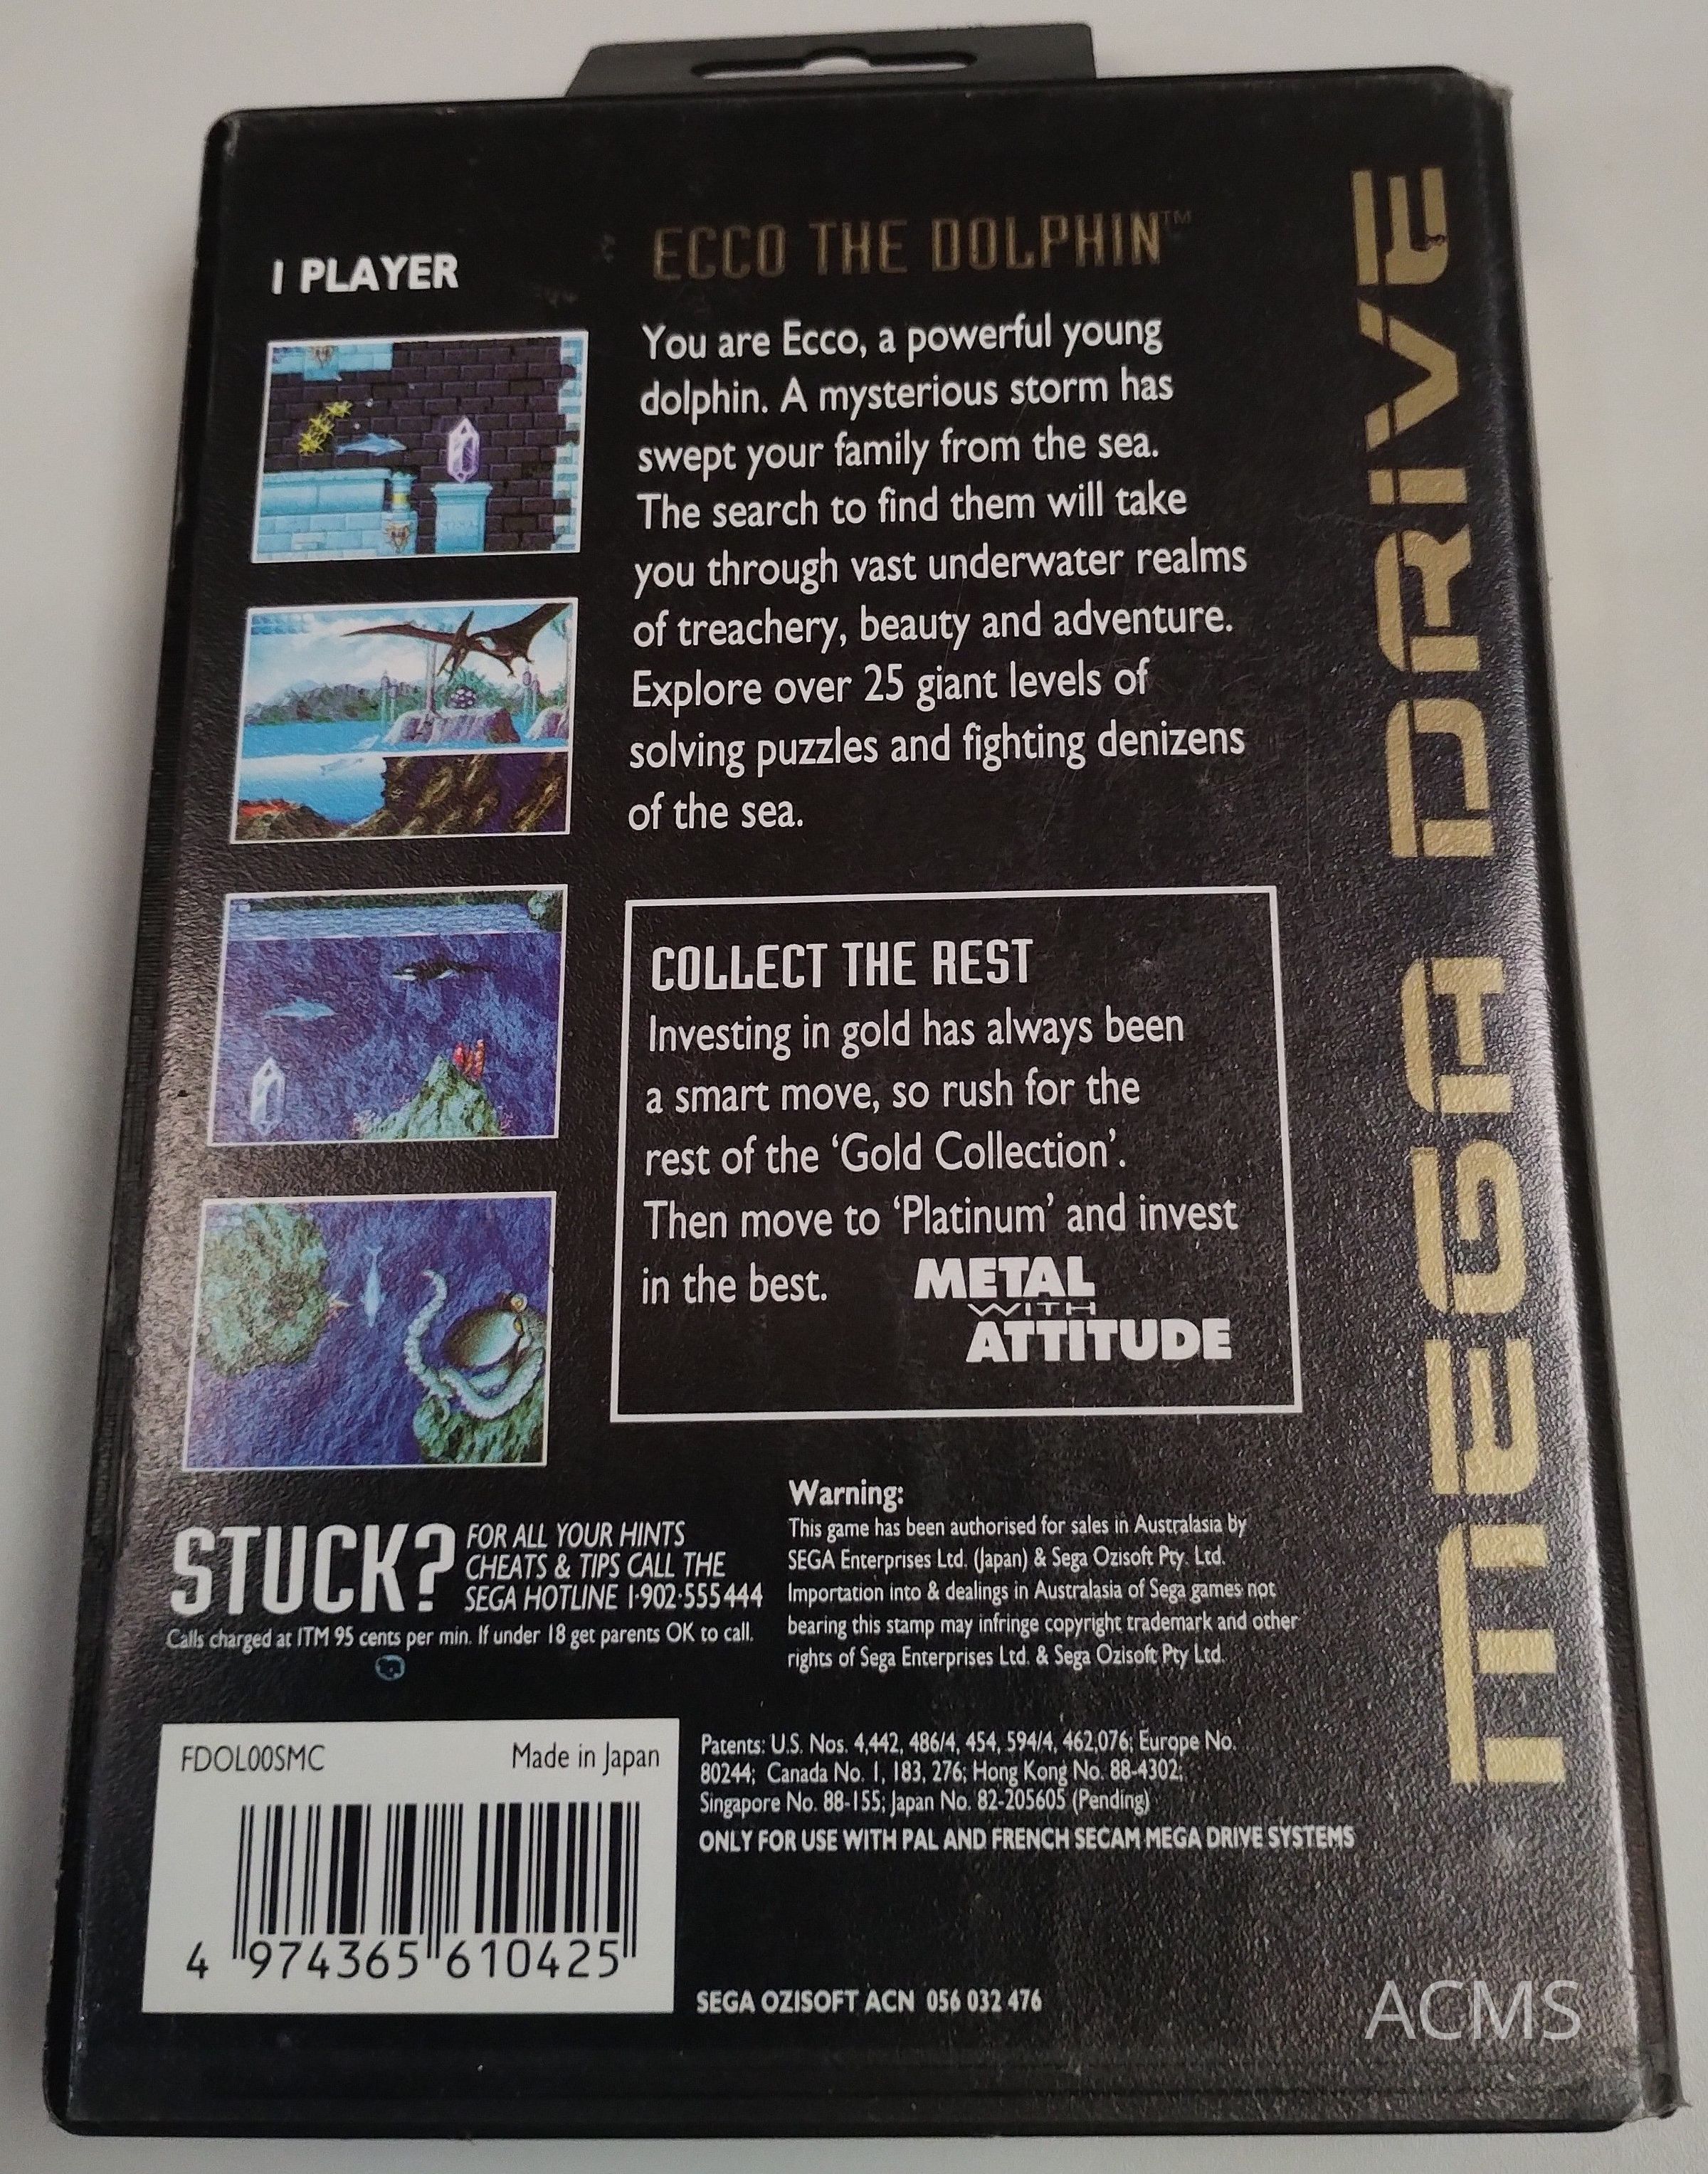 1 PLAYER
ECCO THE DOLPHIN™
You are Ecco, a powerful young
dolphin. A mysterious storm has
swept your family from the sea.
The search to find them will take
you through vast underwater realms
of treachery, beauty and adventure.
Explore over 25 giant levels of
solving puzzles and fighting denizens
of the sea.
COLLECT THE REST
Investing in gold has always been
a smart move, so rush for the
rest of the ‘Gold Collection’.
Then move to ‘Platinum’ and invest
in the best.
METAL
WITH
ATTITUDE
STUCK?
FOR ALL YOUR HINTS
CHEATS & TIPS CALL THE
SEGA HOTLINE 1·902·555444
Calls charged at ITM 95 cents per min. If under 18 get parents OK to call.
Warning:
This game has been authorised for sales in Australasia by
SEGA Enterprises Ltd. (Japan) & Sega Ozisoft Pty. Ltd.
Importation into & dealings in Australasia of Sega games not
bearing this stamp may infringe copyright trademark and other
rights of Sega Enterprises Ltd. & Sega Ozisoft Pty Ltd.
FDOL00SMC
Made in Japan
4 974365 610425
Patents: U.S. Nos. 4,442, 486/4, 454, 594/4, 462,076; Europe No.
80244; Canada No. 1, 183, 276; Hong Kong No. 88-4302;
Singapore No. 88-155; Japan No. 82-205605 (Pending)
ONLY FOR USE WITH PAL AND FRENCH SECAM MEGA DRIVE SYSTEMS
SEGA OZISOFT ACN 056 032 476
MEGA DRIVE
ACMS